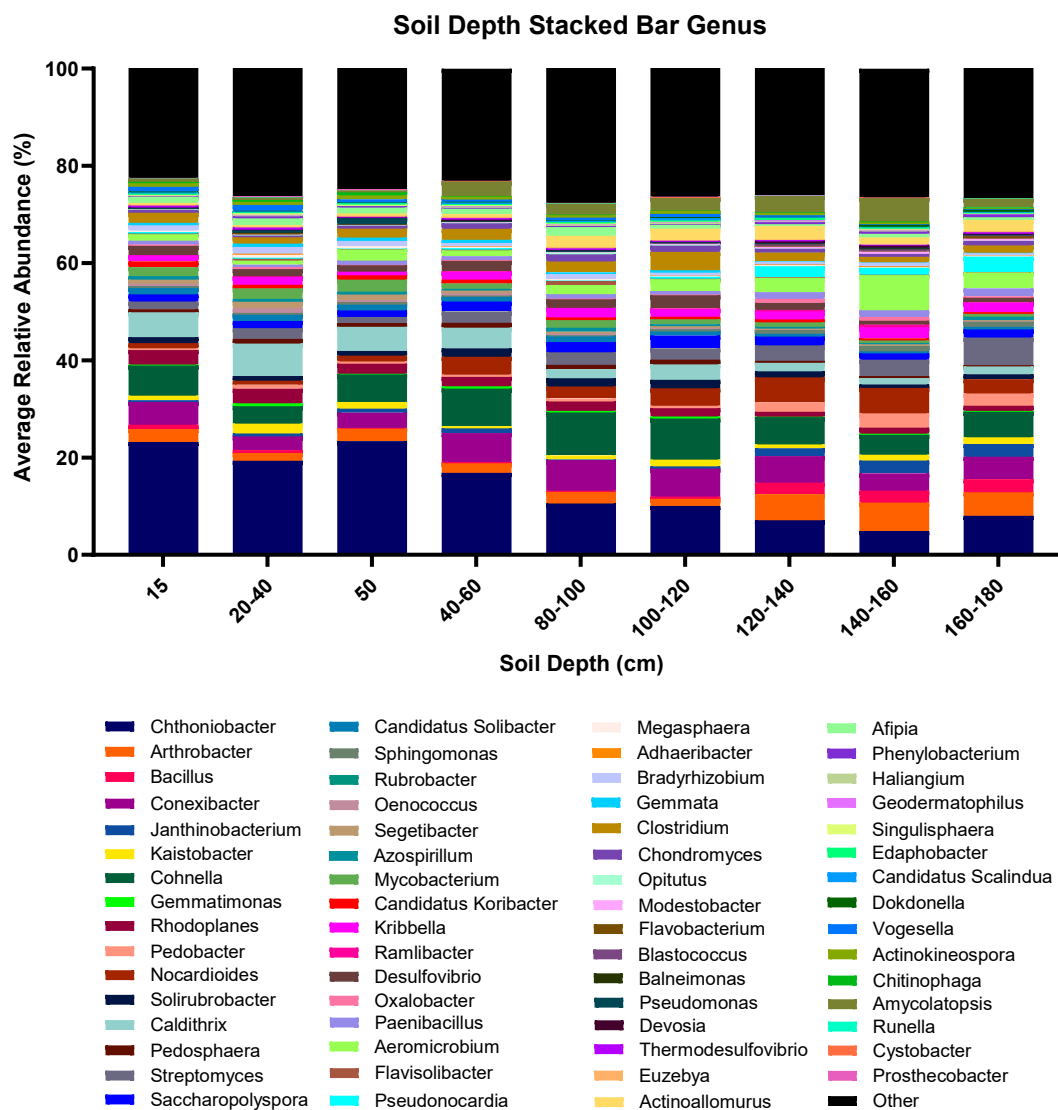 Soil Depth Stacked Bar Genus
Average Relative Abundance (%)
100
80
60
40
20
0
15
20-40
50
40-60
80-100
100-120
120-140
140-160
160-180
Soil Depth (cm)
Chthoniobacter
Arthrobacter
Bacillus
Conexibacter
Janthinobacterium
Kaistobacter
Cohnella
Gemmatimonas
Rhodoplanes
Pedobacter
Nocardioides
Solirubrobacter
Caldithrix
Pedosphaera
Streptomyces
Saccharopolyspora
Candidatus Solibacter
Sphingomonas
Rubrobacter
Oenococcus
Segetibacter
Azospirillum
Mycobacterium
Candidatus Koribacter
Kribbella
Ramlibacter
Desulfovibrio
Oxalobacter
Paenibacillus
Aeromicrobium
Flavisolibacter
Pseudonocardia
Megasphaera
Adhaeribacter
Bradyrhizobium
Gemmata
Clostridium
Chondromyces
Opitutus
Modestobacter
Flavobacterium
Blastococcus
Balneimonas
Pseudomonas
Devosia
Thermodesulfovibrio
Euzebya
Actinoallomurus
Afipia
Phenylobacterium
Haliangium
Geodermatophilus
Singulisphaera
Edaphobacter
Candidatus Scalindua
Dokdonella
Vogesella
Actinokineospora
Chitinophaga
Amycolatopsis
Runella
Cystobacter
Prosthecobacter
Other